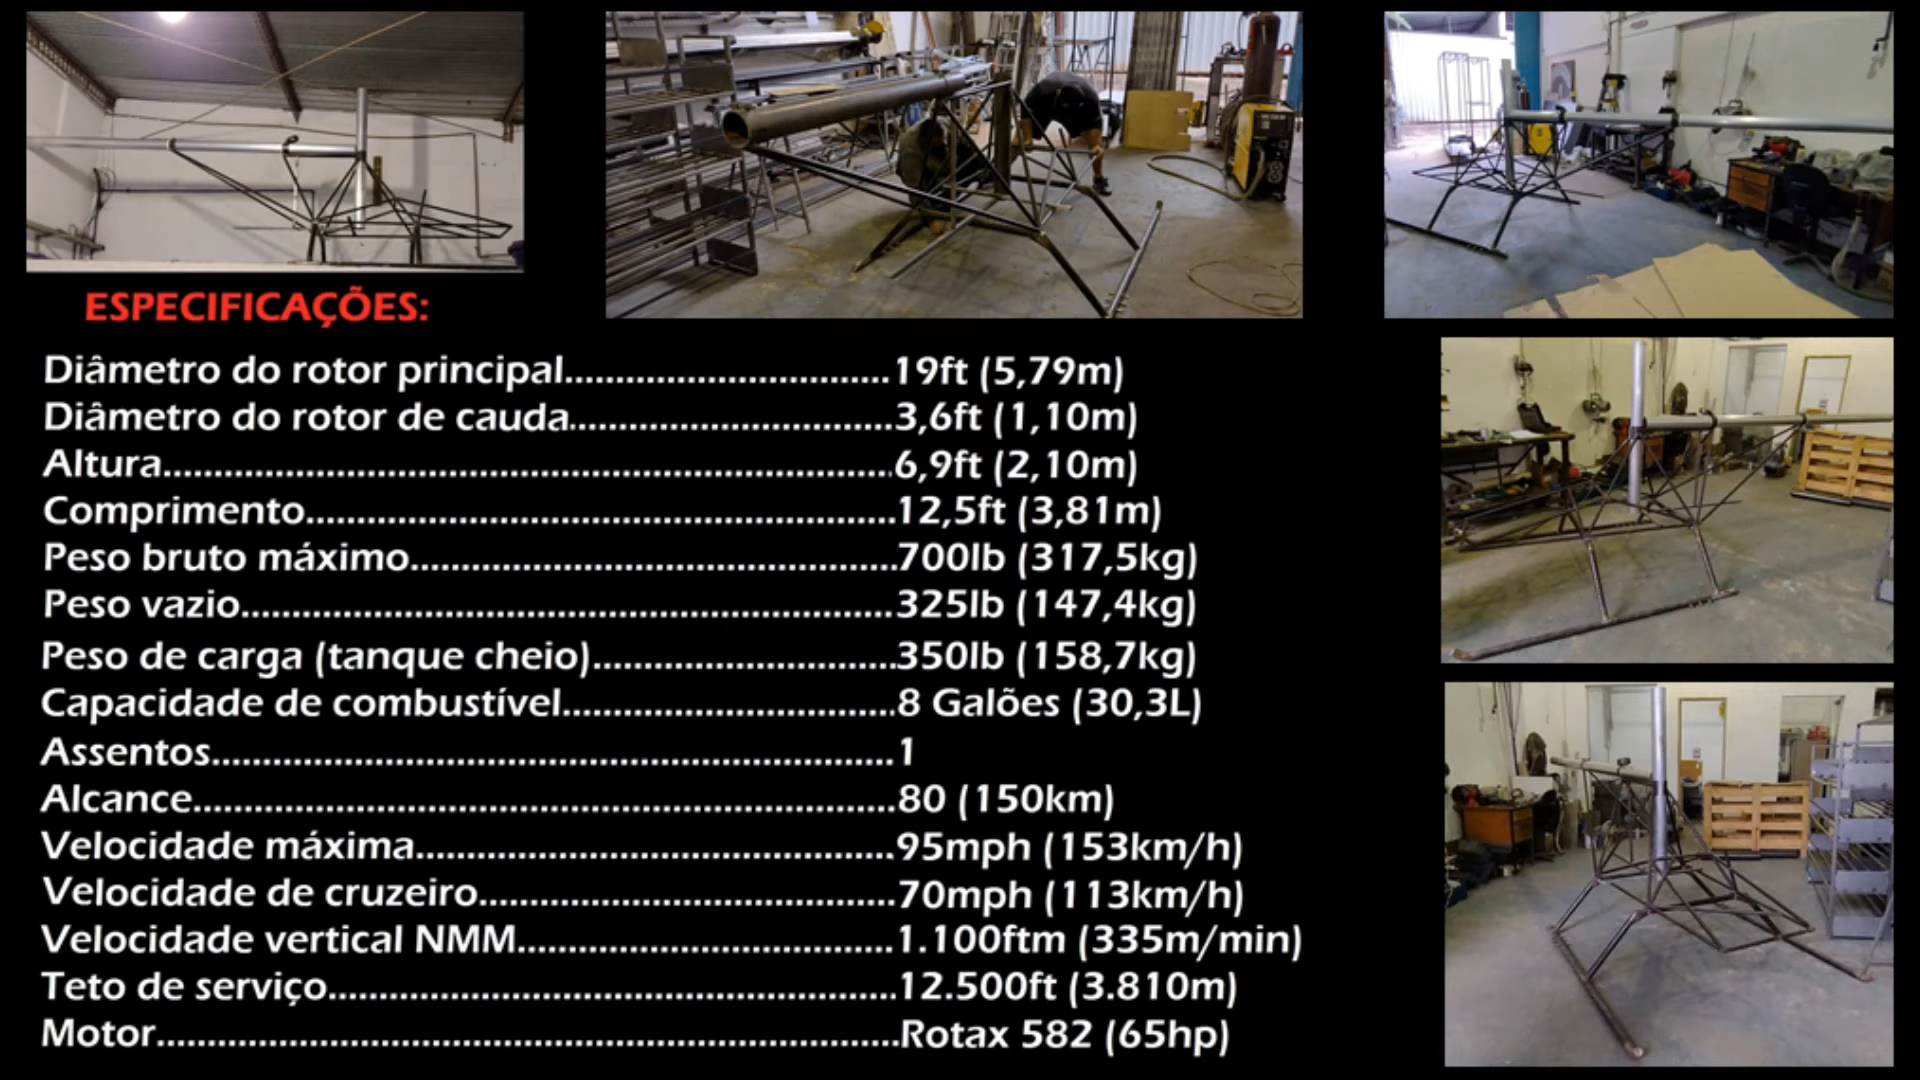 ESPECIFICAÇÕES:
Diâmetro do rotor principal................................19ft (5,79m)
Diâmetro do rotor de cauda................................3,6ft (1,10m)
Altura........................................................................6,9ft (2,10m)
Comprimento..........................................................12,5ft (3,81m)
Peso bruto máximo................................................700lb (317,5kg)
Peso vazio................................................................325lb (147,4kg)
Peso de carga (tanque cheio)..............................350lb (158,7kg)
Capacidade de combustível.................................8 Galões (30,3L)
Assentos...................................................................1
Alcance.....................................................................80 (150km)
Velocidade máxima...............................................95mph (153km/h)
Velocidade de cruzeiro.........................................70mph (113km/h)
Velocidade vertical NMM.....................................1.100ftm (335m/min)
Teto de serviço........................................................12.500ft (3.810m)
Motor.........................................................................Rotax 582 (65hp)